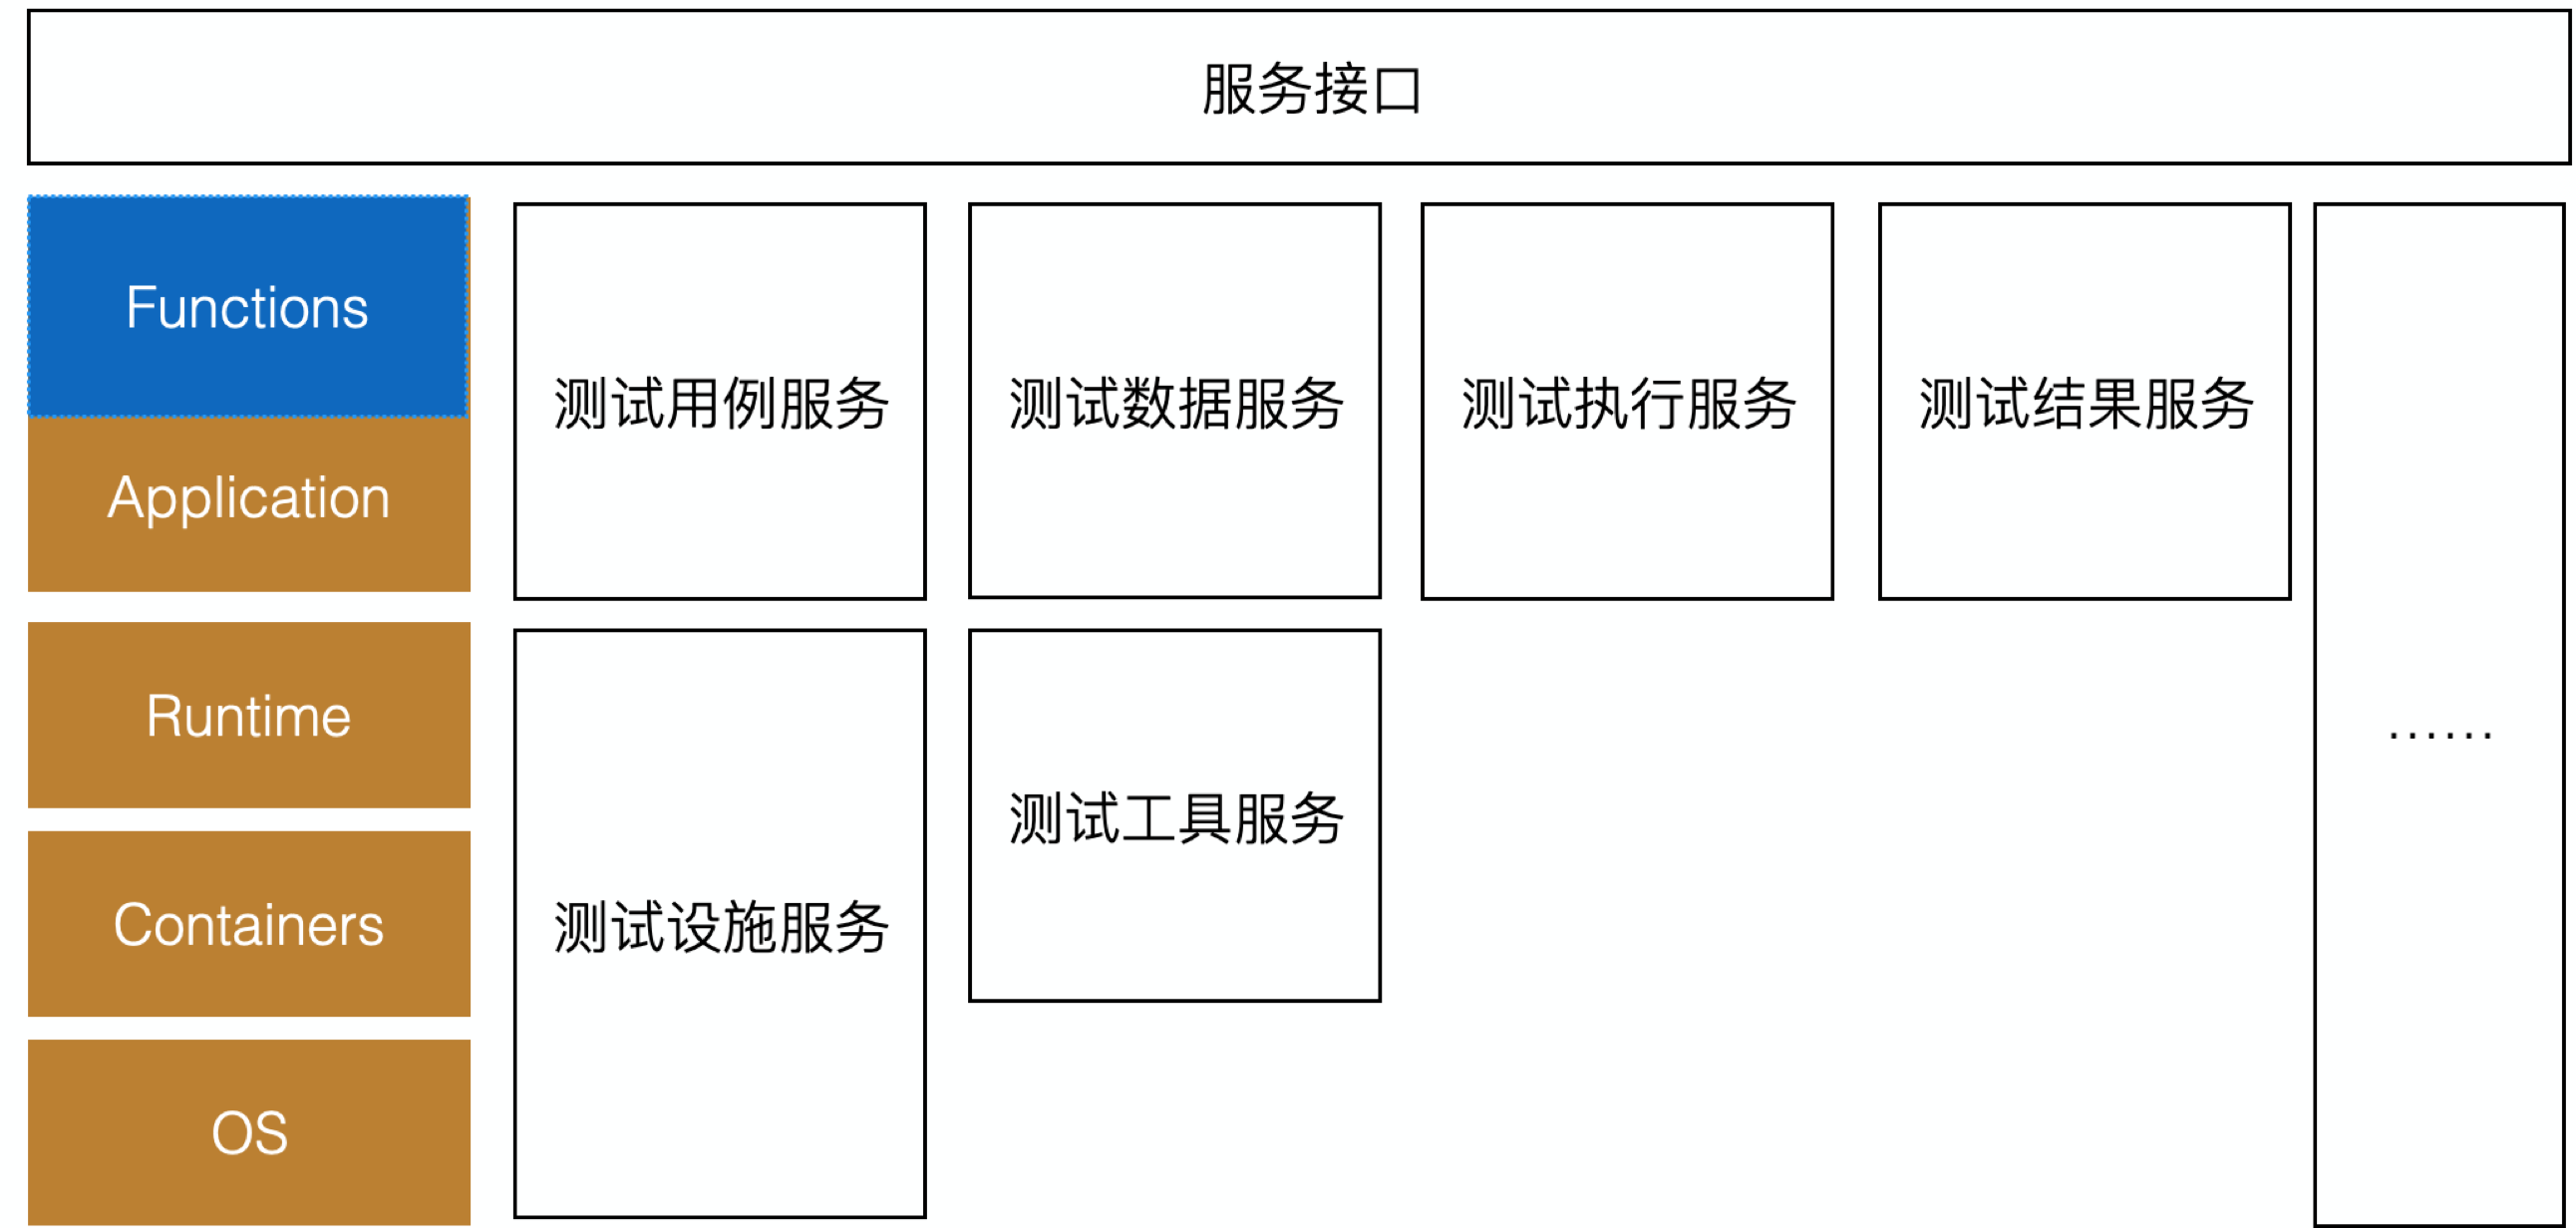 服务接口
Functions
Application
测试用例服务
测试数据服务
测试执行服务
测试结果服务
Runtime
Containers
OS
测试设施服务
测试工具服务
......